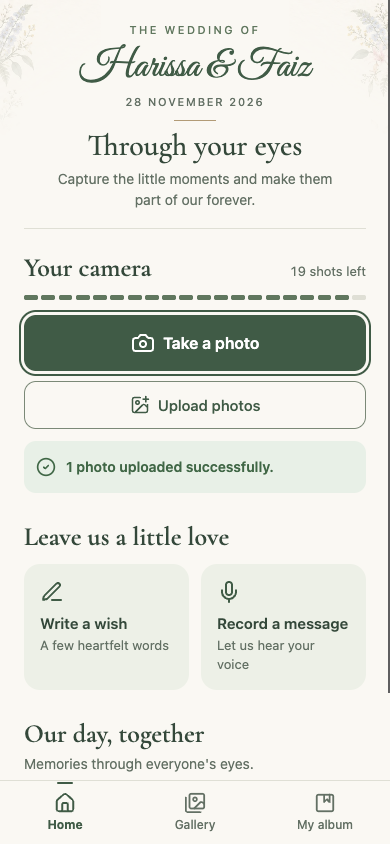 THE WEDDING OF
Harissa & Faiz
28 NOVEMBER 2026
Through your eyes
Capture the little moments and make them
part of our forever.
Your camera
19 shots left
Take a photo
Upload photos
1 photo uploaded successfully.
Leave us a little love
Write a wish
A few heartfelt words
Record a message
Let us hear your
voice
Our day, together
Memories through everyone's eyes.
Home
Gallery
My album